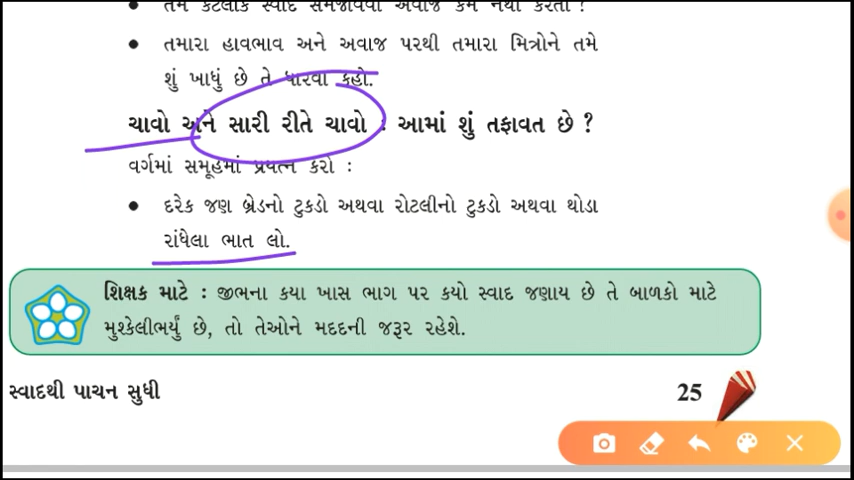 તમે કેટલાક સ્વાદ સમજાવવા અવાજ કેમ નથી કરતા ?
તમારા હાવભાવ અને અવાજ પરથી તમારા મિત્રોને તમે
શું ખાધું છે તે ધારવા કહો.
ચાવો અને સારી રીતે ચાવો : આમાં શું તફાવત છે ?
વર્ગમાં સમૂહમાં પ્રયત્ન કરો :
દરેક જણ બ્રેડનો ટુકડો અથવા રોટલીનો ટુકડો અથવા થોડા
રાંધેલા ભાત લો.
શિક્ષક માટે : જીભના કયા ખાસ ભાગ પર કયો સ્વાદ જણાય છે તે બાળકો માટે
મુશ્કેલીભર્યું છે, તો તેઓને મદદની જરૂર રહેશે.
સ્વાદથી પાચન સુધી
25